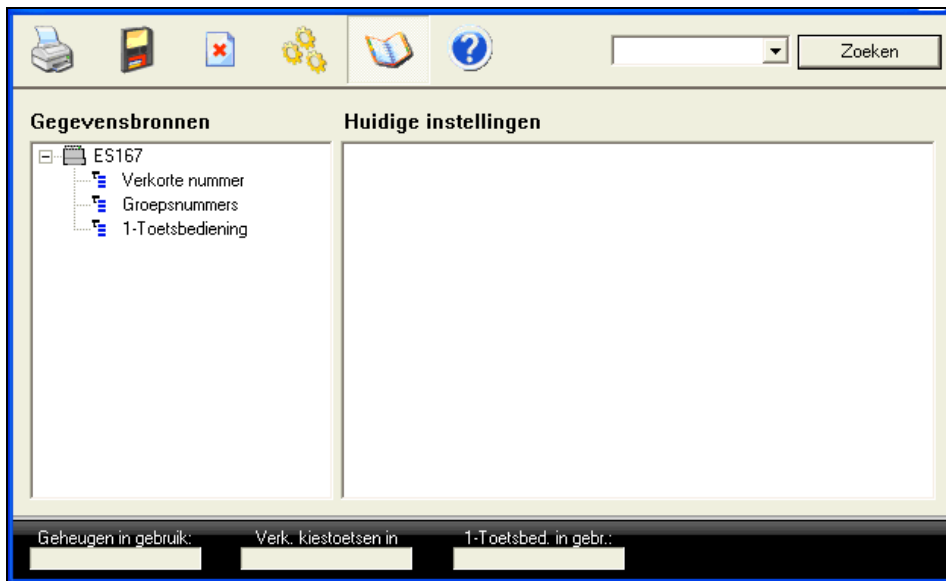 Zoeken
Gegevensbronnen
Huidige instellingen
ES167
Verkorte nummer
Groepsnummers
1-Toetsbediening
Geheugen in gebruik:
Verk. kiestoetsen in
1-Toetsbed. in gebr.: